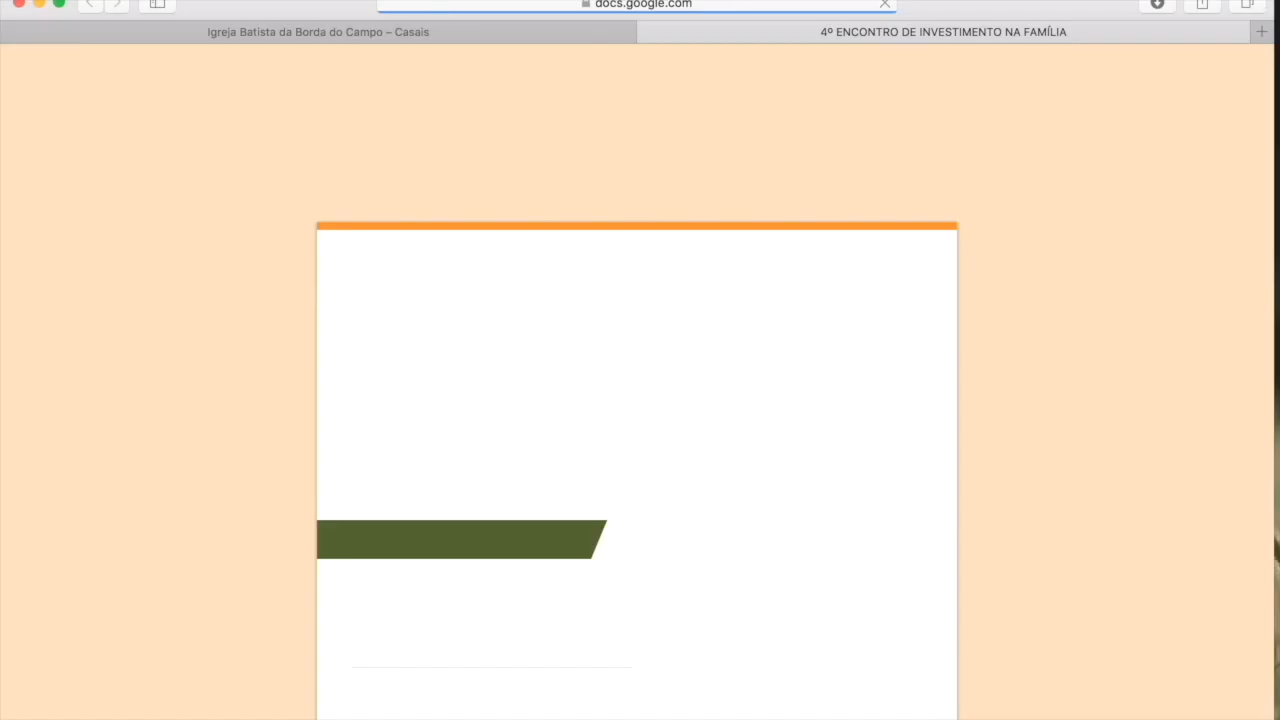 docs.google.com
Igreja Batista da Borda do Campo – Casais
4º ENCONTRO DE INVESTIMENTO NA FAMÍLIA